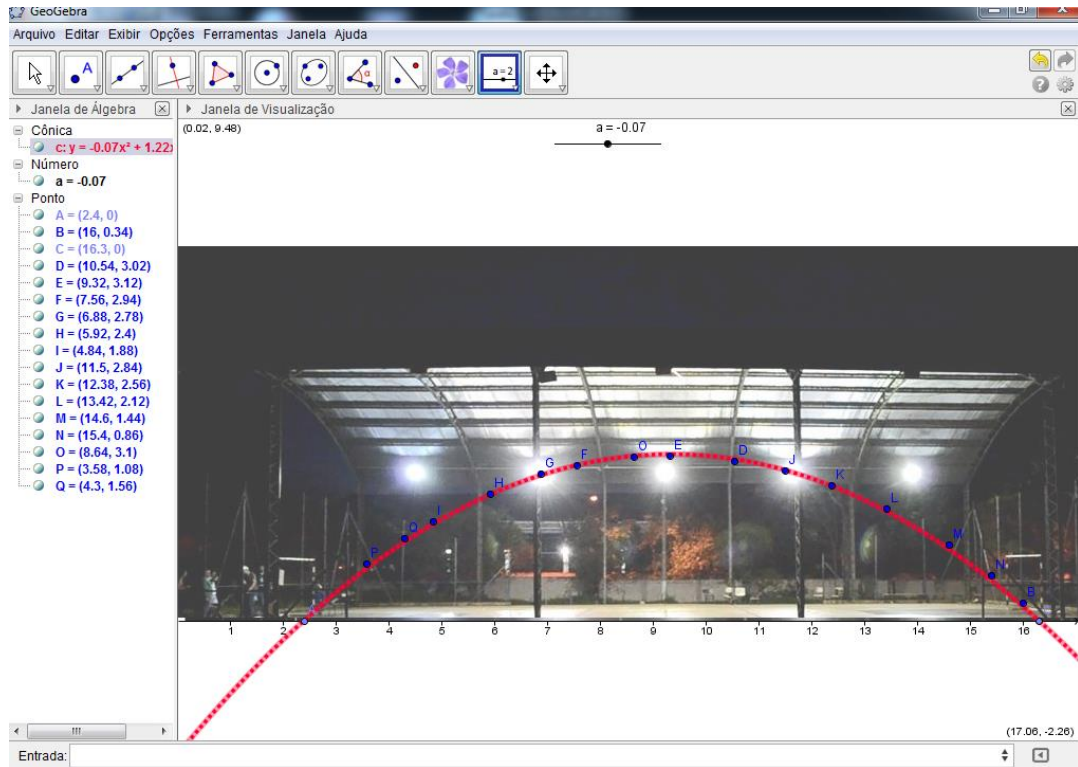 GeoGebra
Arquivo Editar Exibir Opções Ferramentas Janela Ajuda
A
α
a=2
Janela de Álgebra
Janela de Visualização
Cônica
c: y = -0.07x² + 1.22x
Número
a = -0.07
Ponto
A = (2.4, 0)
B = (16, 0.34)
C = (16.3, 0)
D = (10.54, 3.02)
E = (9.32, 3.12)
F = (7.56, 2.94)
G = (6.88, 2.78)
H = (5.92, 2.4)
I = (4.84, 1.88)
J = (11.5, 2.84)
K = (12.38, 2.56)
L = (13.42, 2.12)
M = (14.6, 1.44)
N = (15.4, 0.86)
O = (8.64, 3.1)
P = (3.58, 1.08)
Q = (4.3, 1.56)
(0.02, 9.48)
a = -0.07
O E D
G F J
H K
I L
Q M
P N
B
1 2 3 4 5 6 7 8 9 10 11 12 13 14 15 16
(17.06, -2.26)
Entrada: